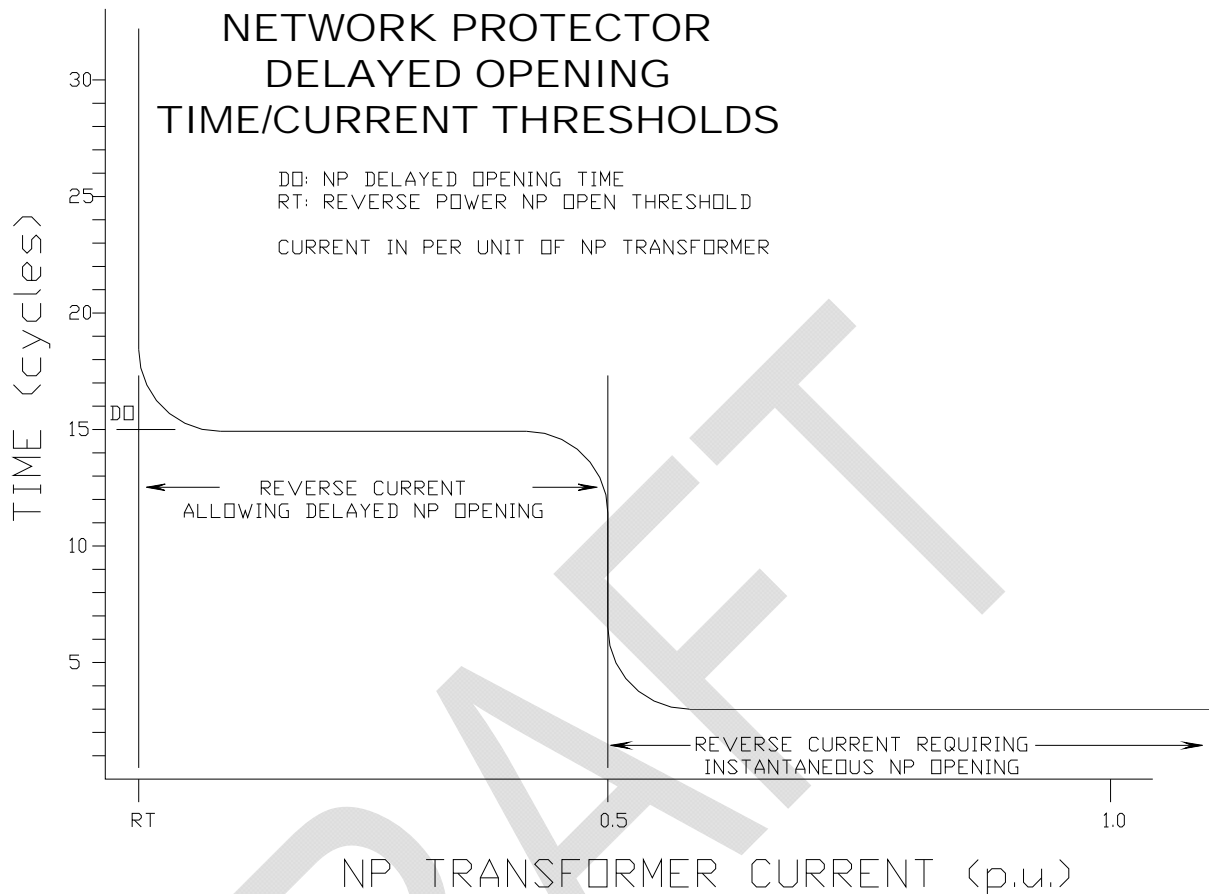 NETWORK PROTECTOR
DELAYED OPENING
TIME/CURRENT THRESHOLDS
DO: NP DELAYED OPENING TIME
RT: REVERSE POWER NP OPEN THRESHOLD
CURRENT IN PER UNIT OF NP TRANSFORMER
TIME (cycles)
30
25
20
DO
15
10
5
REVERSE CURRENT
ALLOWING DELAYED NP OPENING
REVERSE CURRENT REQUIRING
INSTANTANEOUS NP OPENING
RT
0.5
1.0
NP TRANSFORMER CURRENT (p.u.)
DRAFT